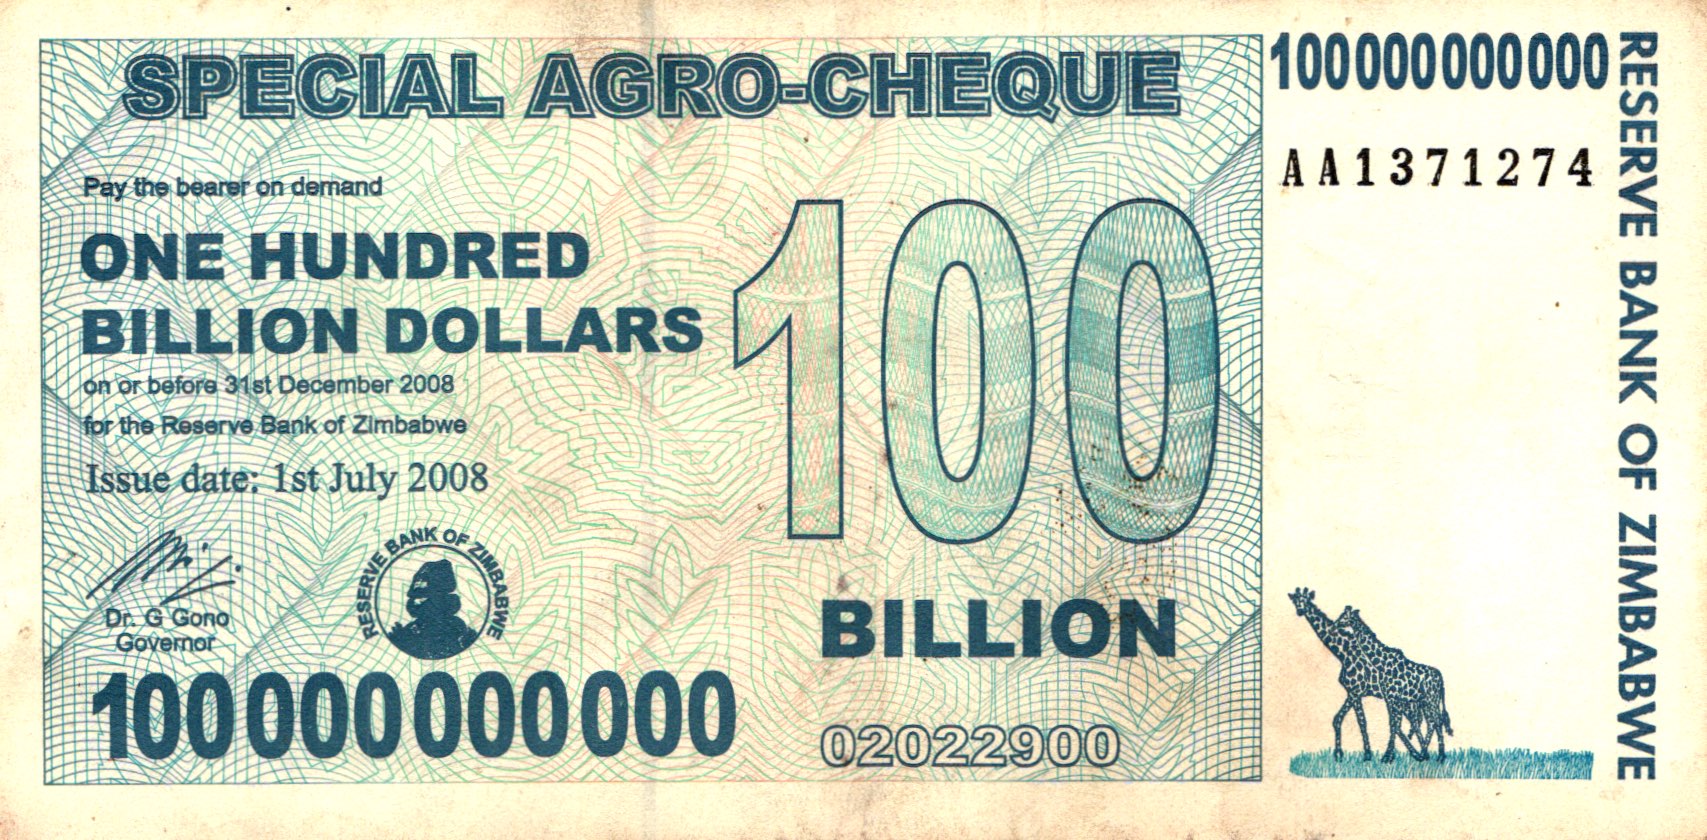 SPECIAL AGRO-CHEQUE
100000000000
AA1371274
Pay the bearer on demand
ONE HUNDRED
BILLION DOLLARS
on or before 31st December 2008
for the Reserve Bank of Zimbabwe
Issue date: 1st July 2008
100
BILLION
Dr. G Gono
Governor
RESERVE BANK OF ZIMBABWE
100000000000
02022900
RESERVE BANK OF ZIMBABWE